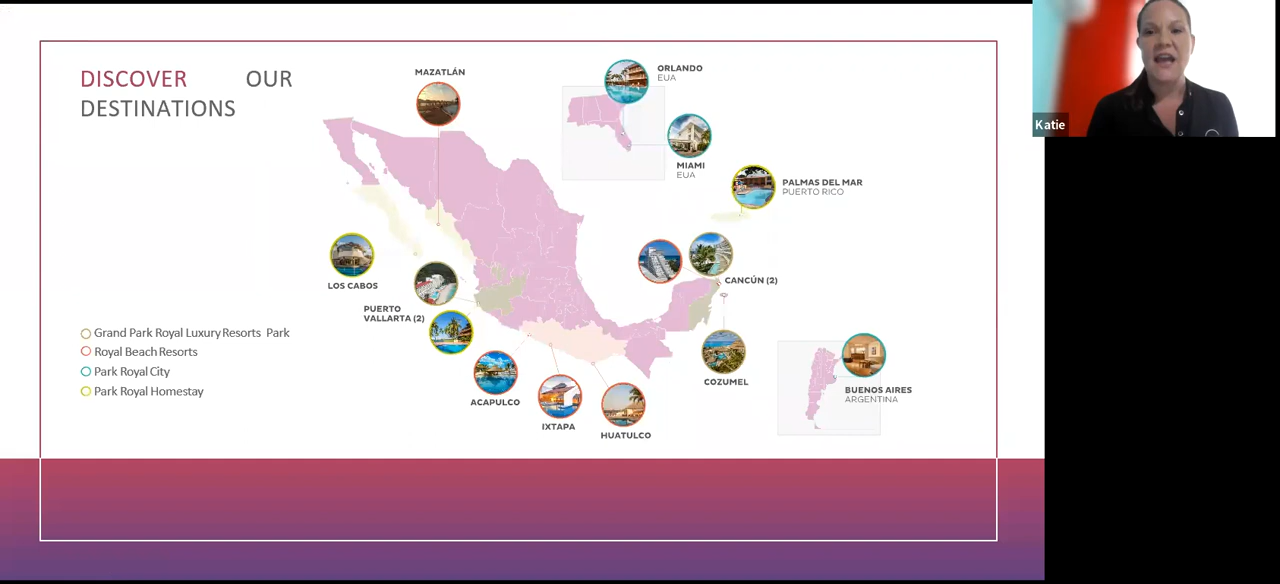 DISCOVER OUR
DESTINATIONS
MAZATLÁN
ORLANDO
EUA
MIAMI
EUA
PALMAS DEL MAR
PUERTO RICO
LOS CABOS
PUERTO
VALLARTA (2)
CANCÚN (2)
ACAPULCO
IXTAPA
HUATULCO
COZUMEL
BUENOS AIRES
ARGENTINA
Grand Park Royal Luxury Resorts Park
Royal Beach Resorts
Park Royal City
Park Royal Homestay
Katie